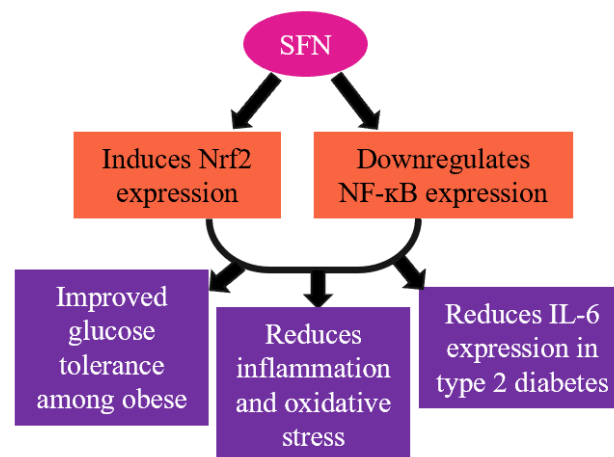 SFN
Induces Nrf2
expression
Downregulates
NF-κB expression
Improved
glucose
tolerance
among obese
Reduces
inflammation
and oxidative
stress
Reduces IL-6
expression in
type 2 diabetes